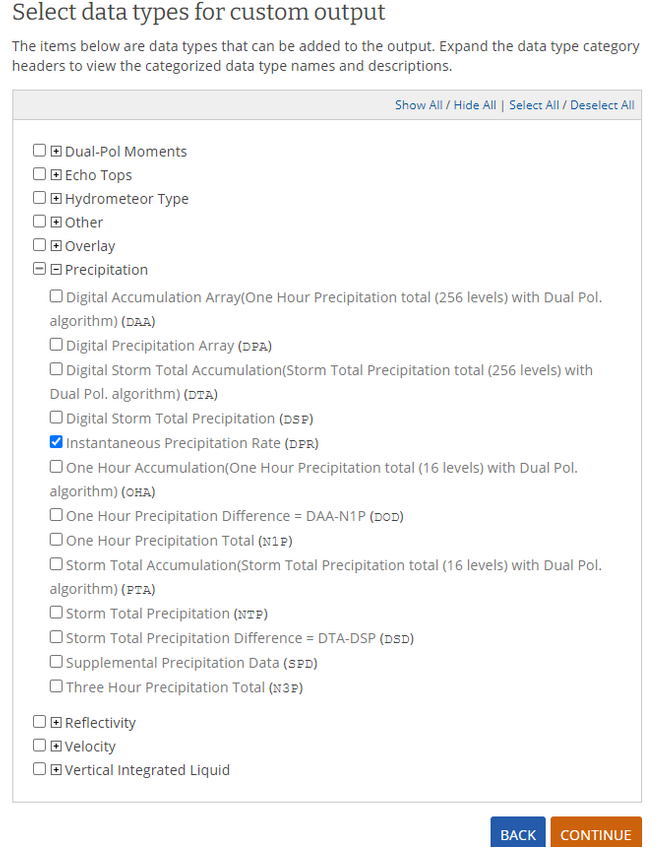 Select data types for custom output
The items below are data types that can be added to the output. Expand the data type category
headers to view the categorized data type names and descriptions.
Show All / Hide All | Select All / Deselect All
Dual-Pol Moments
Echo Tops
Hydrometeor Type
Other
Overlay
Precipitation
Digital Accumulation Array(One Hour Precipitation total (256 levels) with Dual Pol.
algorithm) (DAA)
Digital Precipitation Array (DPA)
Digital Storm Total Accumulation(Storm Total Precipitation total (256 levels) with
Dual Pol. algorithm) (DTA)
Digital Storm Total Precipitation (DSP)
Instantaneous Precipitation Rate (DPR)
One Hour Accumulation(One Hour Precipitation total (16 levels) with Dual Pol.
algorithm) (OHA)
One Hour Precipitation Difference = DAA-N1P (DOD)
One Hour Precipitation Total (N1P)
Storm Total Accumulation(Storm Total Precipitation total (16 levels) with Dual Pol.
algorithm) (PTA)
Storm Total Precipitation (NTP)
Storm Total Precipitation Difference = DTA-DSP (DSD)
Supplemental Precipitation Data (SPD)
Three Hour Precipitation Total (N3P)
Reflectivity
Velocity
Vertical Integrated Liquid
BACK CONTINUE